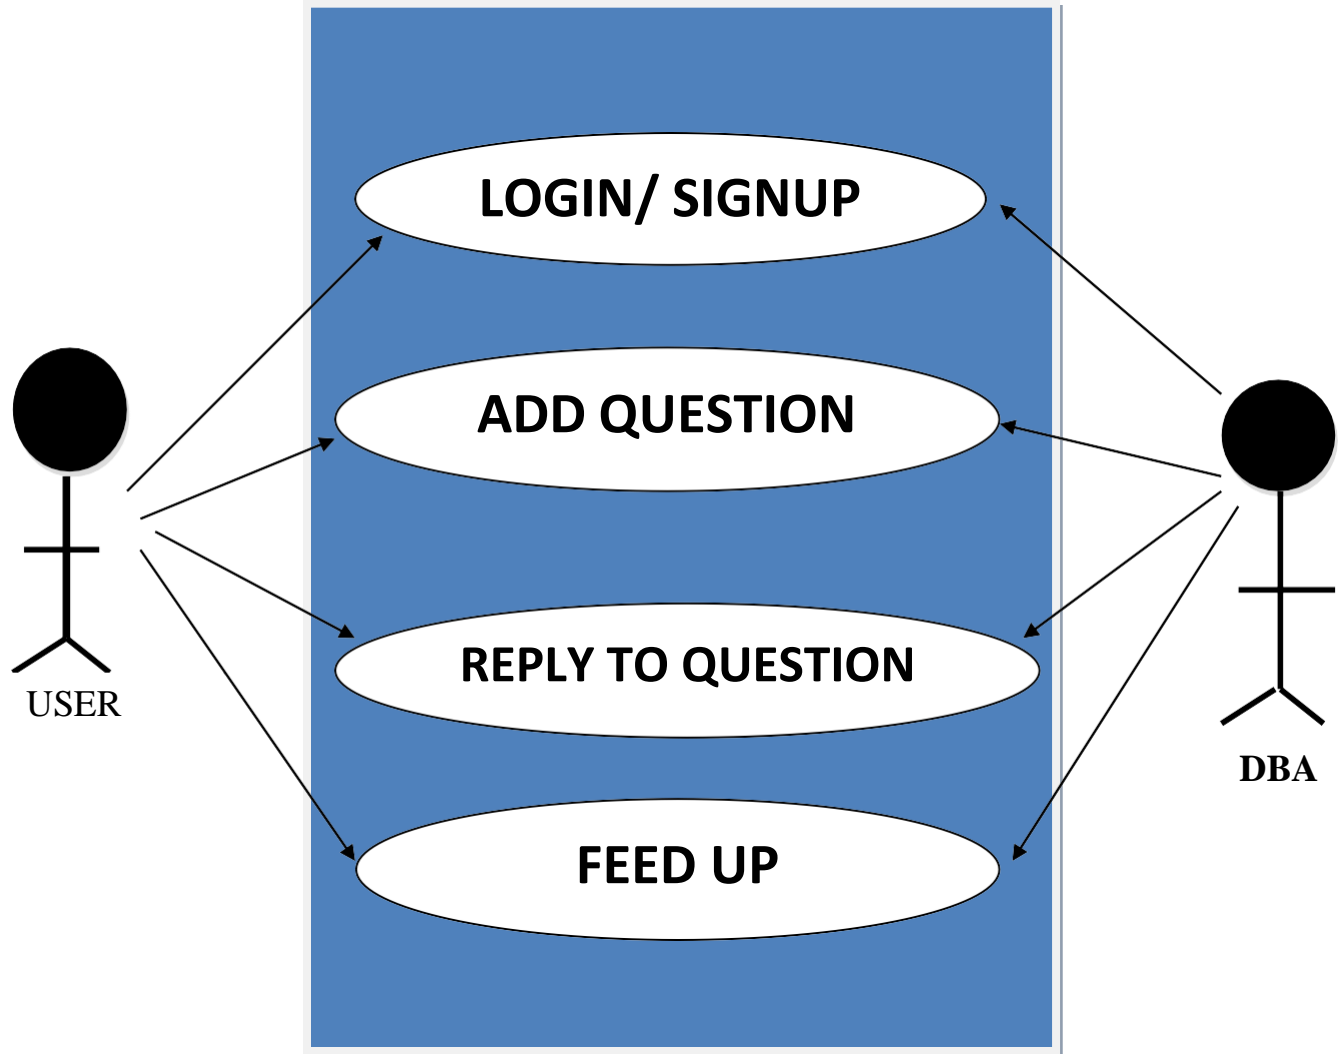 LOGIN/ SIGNUP
ADD QUESTION
REPLY TO QUESTION
USER
DBA
FEED UP